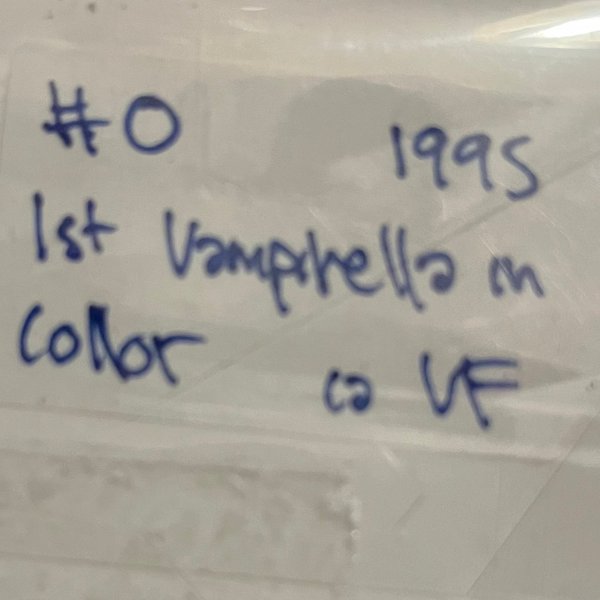 #0 1995
1st Vampirella in
Color ca VF